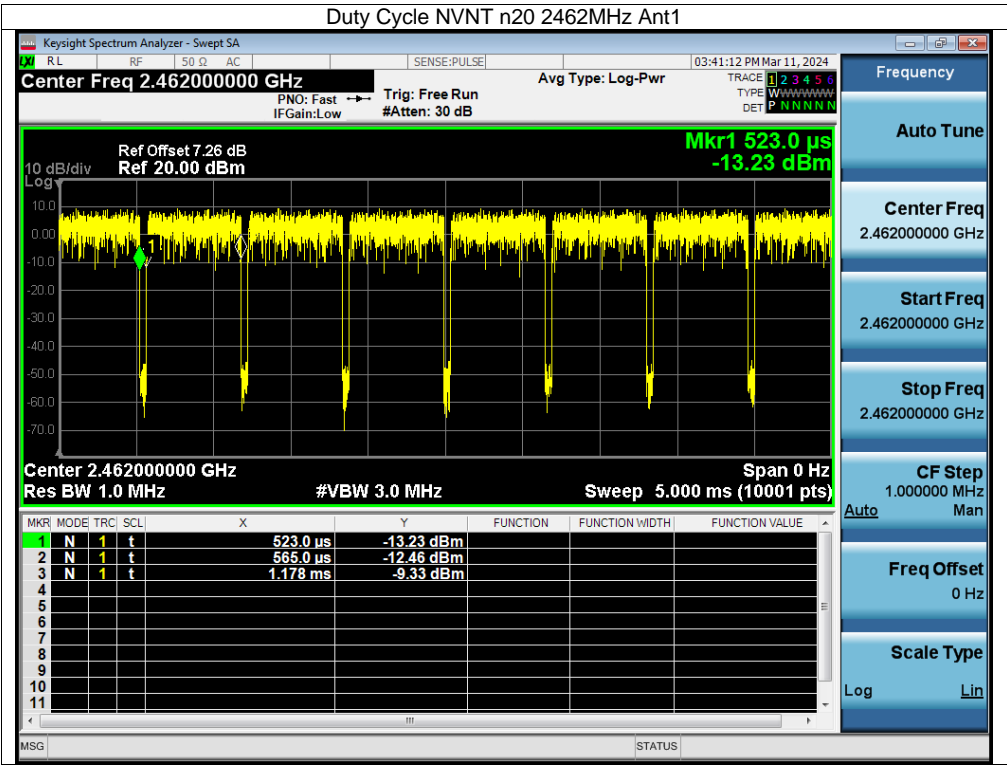 Duty Cycle NVNT n20 2462MHz Ant1
Keysight Spectrum Analyzer - Swept SA
LXI RL RF 50 Ω AC SENSE:PULSE 03:41:12 PM Mar 11, 2024
Center Freq 2.462000000 GHz Avg Type: Log-Pwr TRACE 1 2 3 4 5 6
PNO: Fast Trig: Free Run TYPE WWWWWW
IFGain:Low #Atten: 30 dB DET P N N N N N
Mkr1 523.0 µs
-13.23 dBm
Ref Offset 7.26 dB
10 dB/div Ref 20.00 dBm
Log
10.0
0.00
-10.0
-20.0
-30.0
-40.0
-50.0
-60.0
-70.0
1
Center 2.462000000 GHz Span 0 Hz
Res BW 1.0 MHz #VBW 3.0 MHz Sweep 5.000 ms (10001 pts)
MKR MODE TRC SCL X Y FUNCTION FUNCTION WIDTH FUNCTION VALUE
1 N 1 t 523.0 µs -13.23 dBm
2 N 1 t 565.0 µs -12.46 dBm
3 N 1 t 1.178 ms -9.33 dBm
4
5
6
7
8
9
10
11
MSG STATUS
Frequency
Auto Tune
Center Freq
2.462000000 GHz
Start Freq
2.462000000 GHz
Stop Freq
2.462000000 GHz
CF Step
1.000000 MHz
Auto Man
Freq Offset
0 Hz
Scale Type
Log Lin